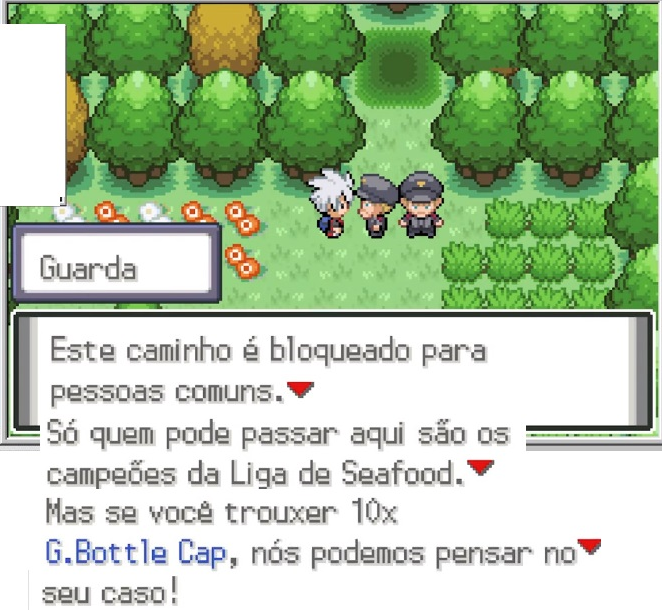 Guarda
Este caminho é bloqueado para
pessoas comuns.
Só quem pode passar aqui são os
campeões da Liga de Seafood.
Mas se você trouxer 10x
G.Bottle Cap, nós podemos pensar no
seu caso!